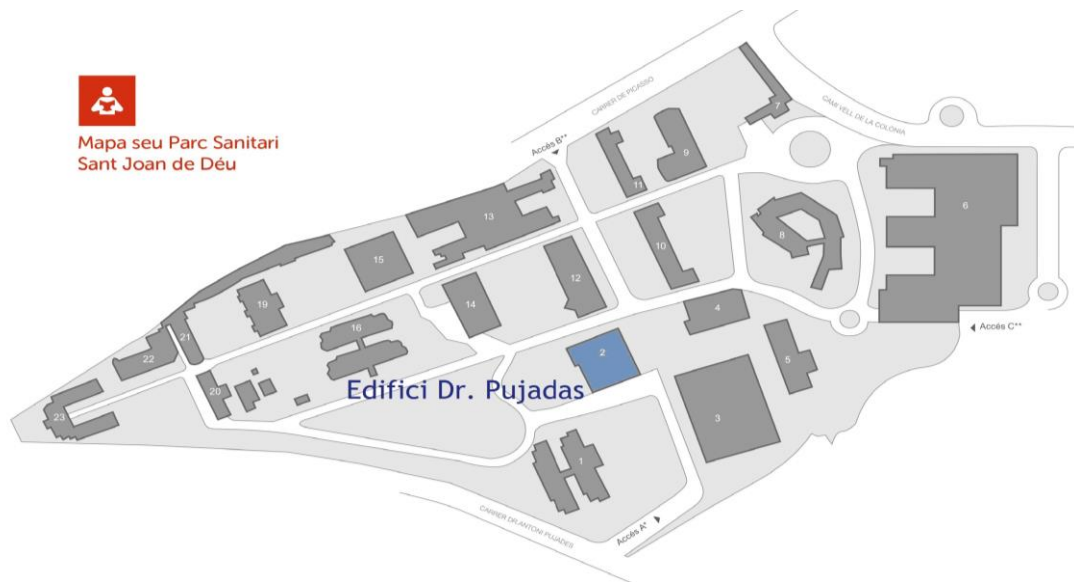 Mapa seu Parc Sanitari
Sant Joan de Déu
CARRER DE PICASSO
CAMÍ VELL DE LA COLÒNIA
Accés B**
7
9
11
13
6
8
10
15
12
19
14
4
16
21
2
22
5
Accés C**
20
Edifici Dr. Pujadas
23
3
1
CARRER DR.ANTONI PUJADES
Accés A*